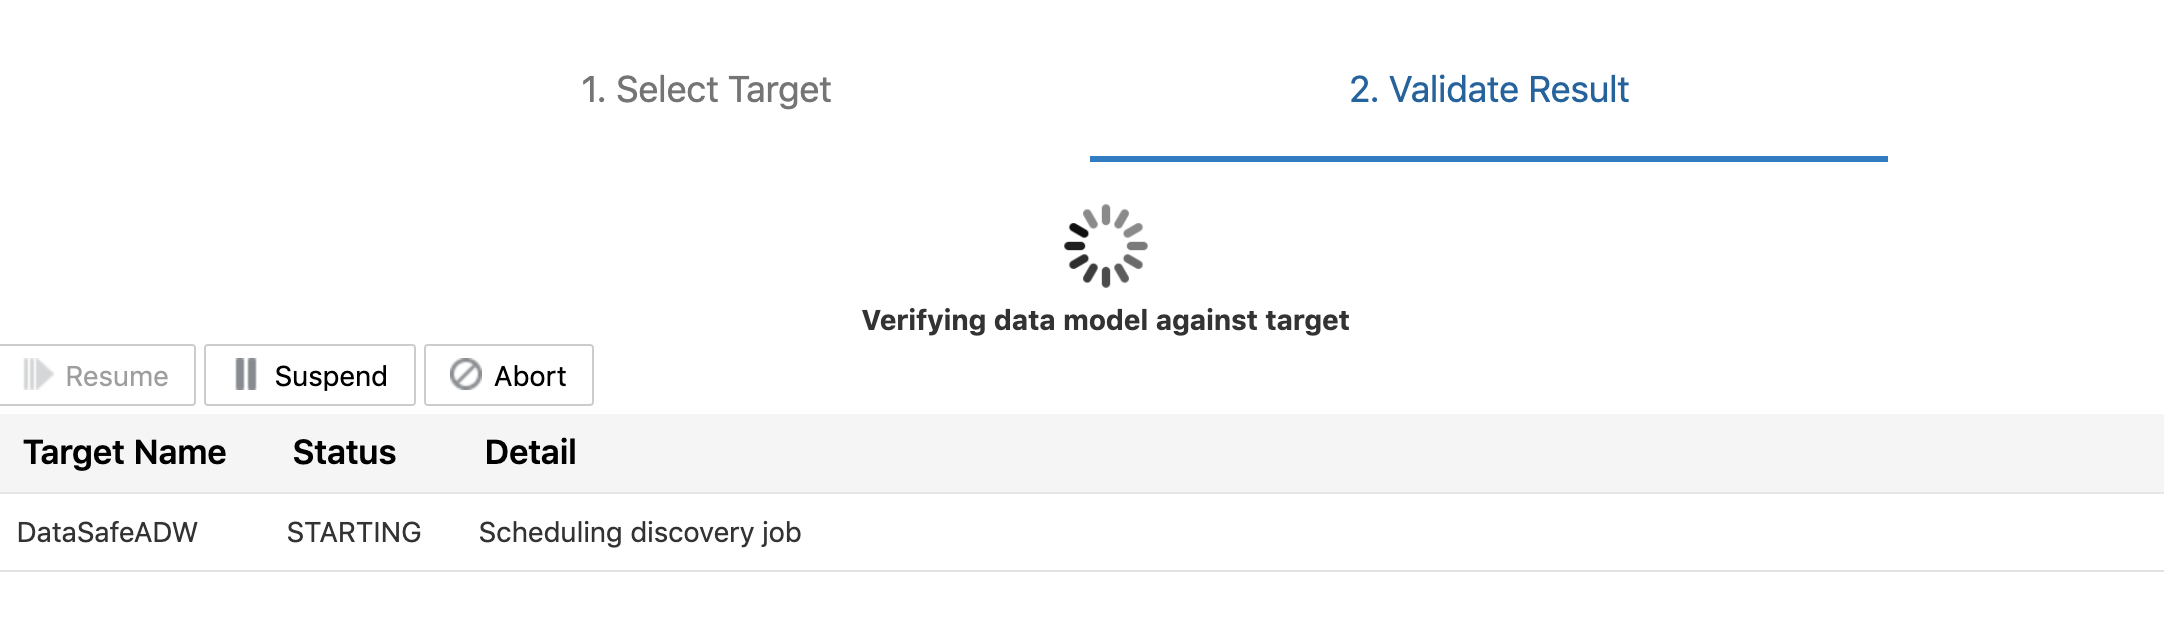 1. Select Target 2. Validate Result
Verifying data model against target
Resume Suspend Abort
Target Name Status Detail
DataSafeADW STARTING Scheduling discovery job